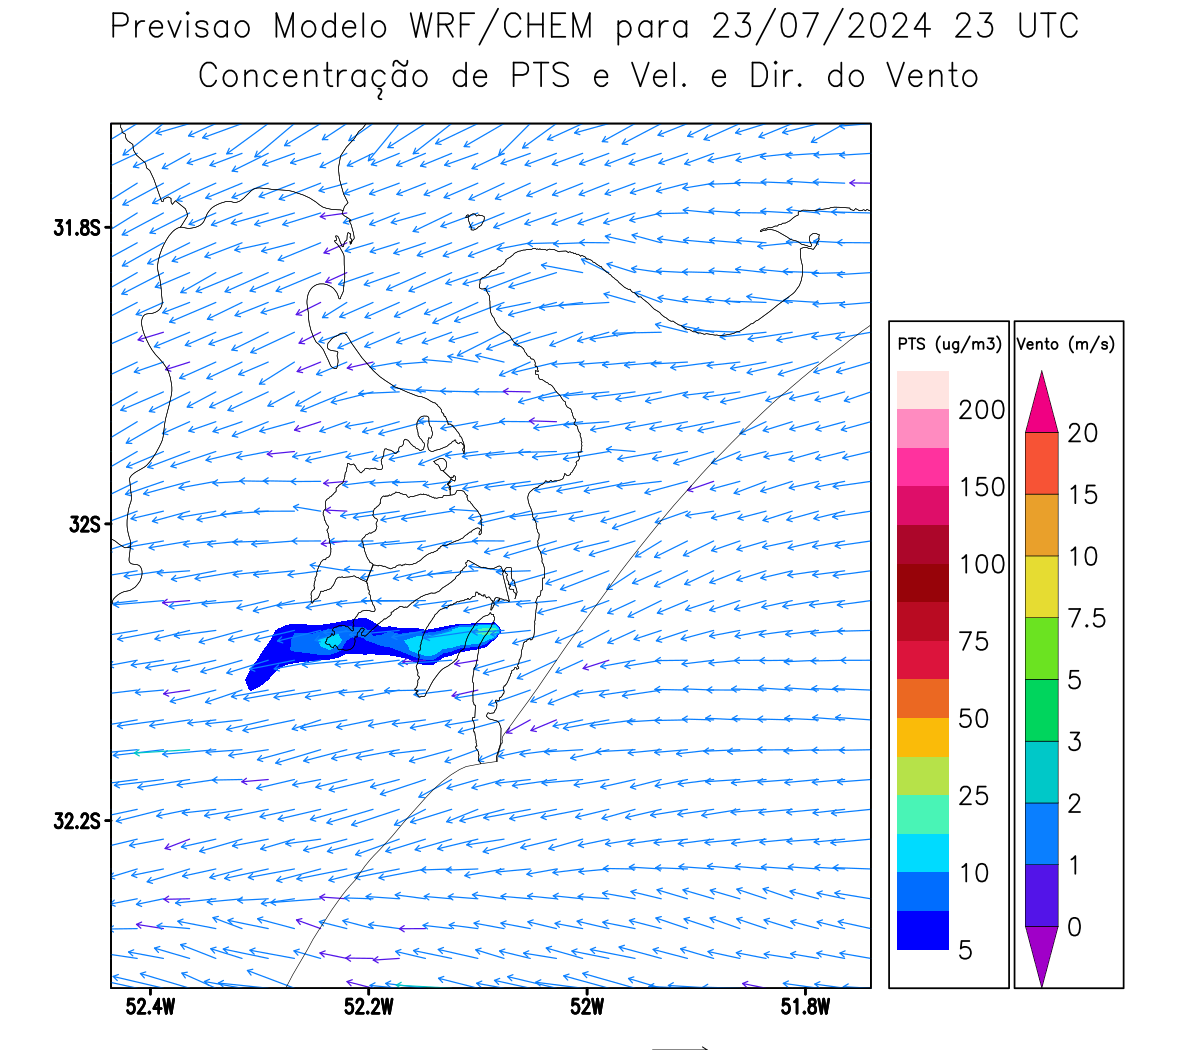 Previsao Modelo WRF/CHEM para 23/07/2024 23 UTC
Concentração de PTS e Vel. e Dir. do Vento
31.8S
32S
32.2S
52.4W 52.2W 52W 51.8W
PTS (ug/m3)
200
150
100
75
50
25
10
5
Vento (m/s)
20
15
10
7.5
5
3
2
1
0